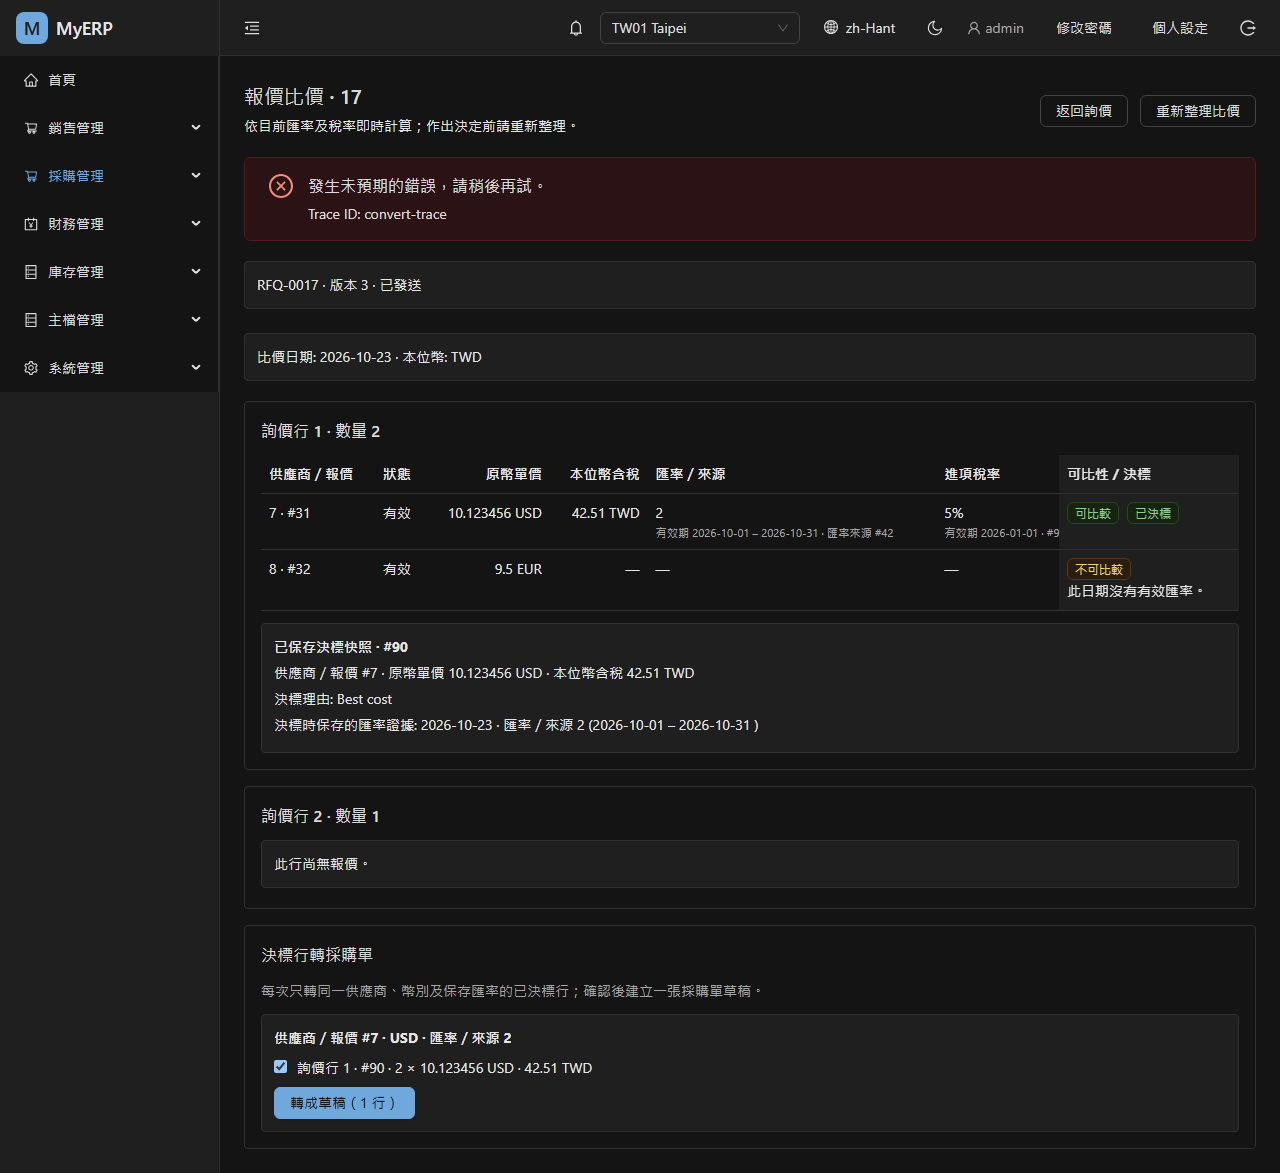 M MyERP
TW01 Taipei
zh-Hant
admin
修改密碼
個人設定
首頁
銷售管理
採購管理
財務管理
庫存管理
主檔管理
系統管理
報價比價 · 17
依目前匯率及稅率即時計算；作出決定前請重新整理。
返回詢價
重新整理比價
發生未預期的錯誤，請稍後再試。
Trace ID: convert-trace
RFQ-0017 · 版本 3 · 已發送
比價日期: 2026-10-23 · 本位幣: TWD
詢價行 1 · 數量 2
供應商 / 報價 狀態 原幣單價 本位幣含稅 匯率 / 來源 進項稅率 可比性 / 決標
7 · #31 有效 10.123456 USD 42.51 TWD 2 5% 可比較 已決標
有效期 2026-10-01 – 2026-10-31 · 匯率來源 #42 有效期 2026-01-01 · #9
8 · #32 有效 9.5 EUR — — — 不可比較
此日期沒有有效匯率。
已保存決標快照 · #90
供應商 / 報價 #7 · 原幣單價 10.123456 USD · 本位幣含稅 42.51 TWD
決標理由: Best cost
決標時保存的匯率證據: 2026-10-23 · 匯率 / 來源 2 (2026-10-01 – 2026-10-31 )
詢價行 2 · 數量 1
此行尚無報價。
決標行轉採購單
每次只轉同一供應商、幣別及保存匯率的已決標行；確認後建立一張採購單草稿。
供應商 / 報價 #7 · USD · 匯率 / 來源 2
詢價行 1 · #90 · 2 × 10.123456 USD · 42.51 TWD
轉成草稿（1 行）